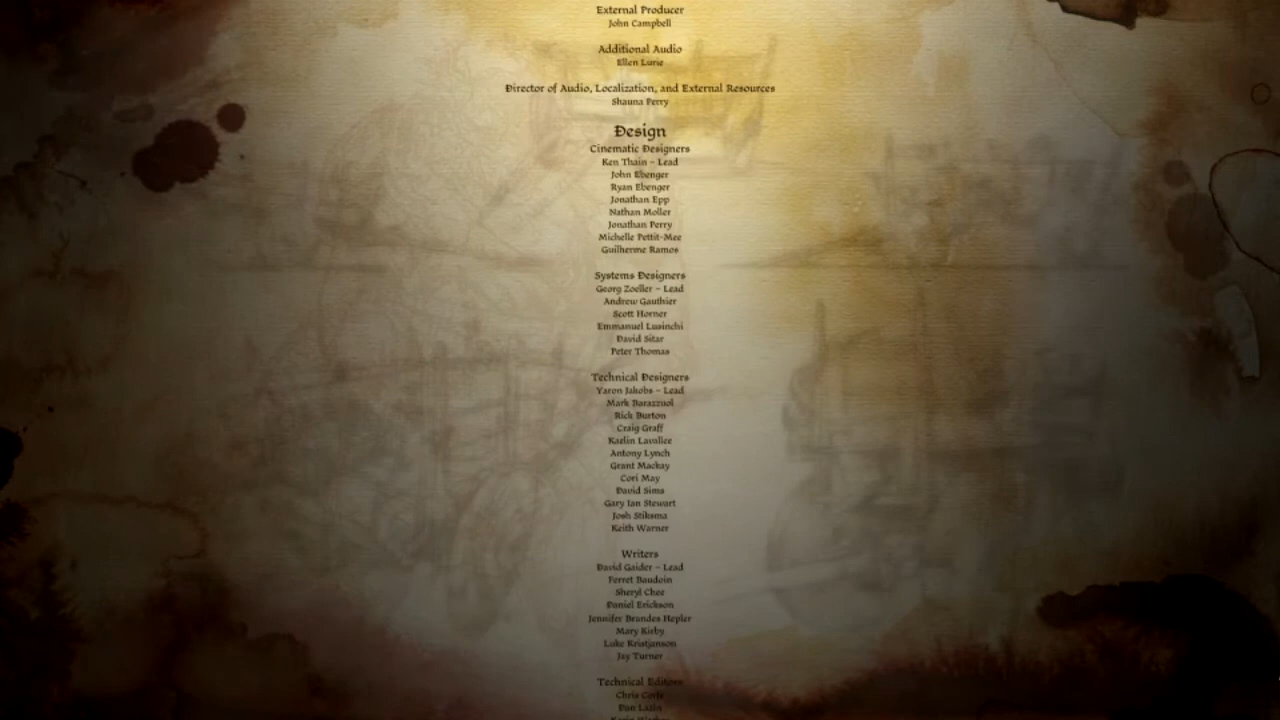 External Producer
John Campbell
Additional Audio
Ellen Lurie
Director of Audio, Localization, and External Resources
Shauna Perry
Design
Cinematic Designers
Ken Thain – Lead
John Ebenger
Ryan Ebenger
Jonathan Epp
Nathan Moller
Jonathan Perry
Michelle Pettit-Mee
Guilherme Ramos
Systems Designers
Georg Zoeller – Lead
Andrew Gauthier
Scott Horner
Emmanuel Lusinchi
David Sitar
Peter Thomas
Technical Designers
Yaron Jakobs – Lead
Mark Barazzuol
Rick Burton
Craig Graff
Kaelin Lavallee
Antony Lynch
Grant Mackay
Cori May
David Sims
Gary Ian Stewart
Josh Stiksma
Keith Warner
Writers
David Gaider – Lead
Ferret Baudoin
Sheryl Chee
Daniel Erickson
Jennifer Brandes Hepler
Mary Kirby
Luke Kristjanson
Jay Turner
Technical Editors
Chris Corfe
Dan Lazin